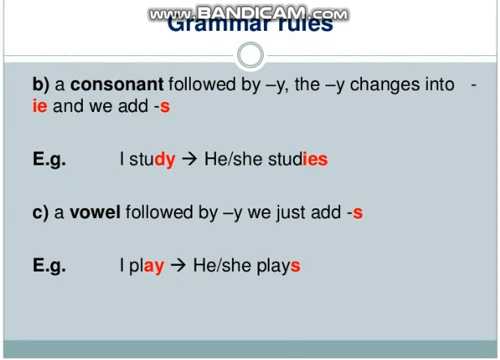 www.BANDICAM.com
Grammar rules
b) a consonant followed by –y, the –y changes into -
ie and we add -s
E.g. I study → He/she studies
c) a vowel followed by –y we just add -s
E.g. I play → He/she plays